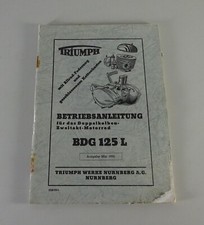 TRIUMPH
BETRIEBSANLEITUNG
für das Doppelkolben-
Zweitakt-Motorrad
BDG 125 L
TRIUMPH WERKE NÜRNBERG A.G.
NÜRNBERG